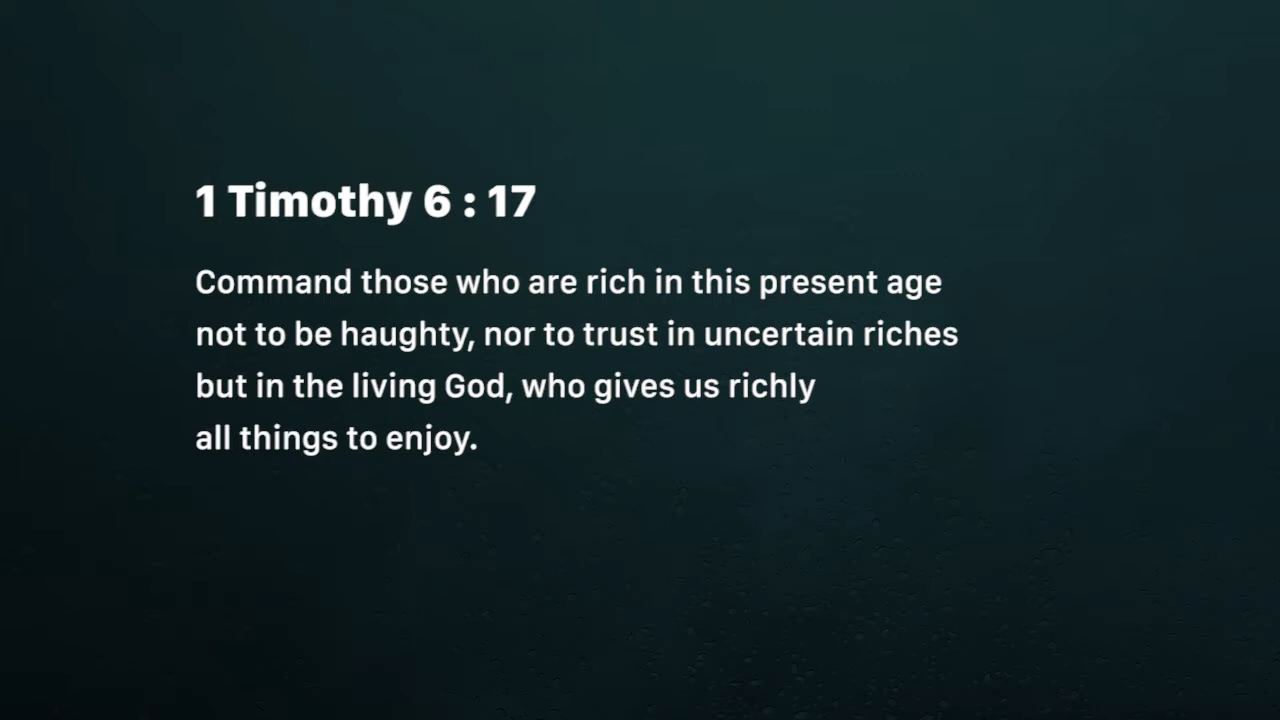 1 Timothy 6 : 17
Command those who are rich in this present age
not to be haughty, nor to trust in uncertain riches
but in the living God, who gives us richly
all things to enjoy.